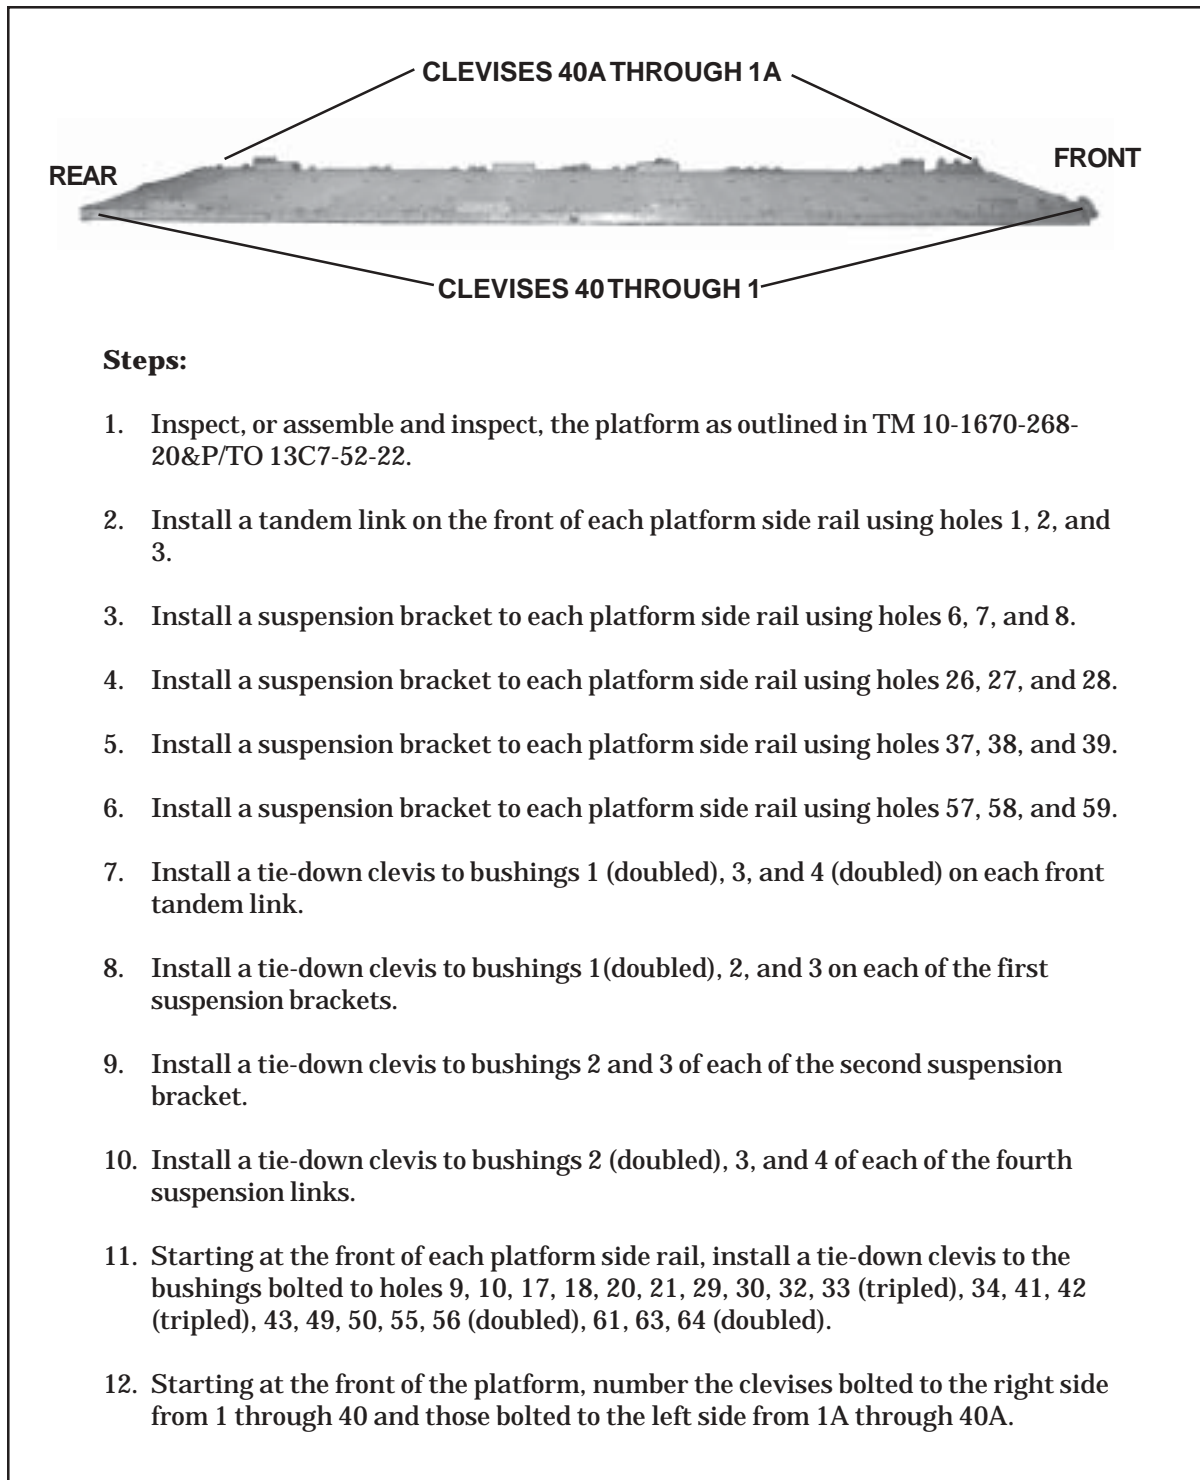 CLEVISES 40A THROUGH 1A
REAR
FRONT
CLEVISES 40 THROUGH 1
Steps:
1. Inspect, or assemble and inspect, the platform as outlined in TM 10-1670-268-
20&P/TO 13C7-52-22.
2. Install a tandem link on the front of each platform side rail using holes 1, 2, and
3.
3. Install a suspension bracket to each platform side rail using holes 6, 7, and 8.
4. Install a suspension bracket to each platform side rail using holes 26, 27, and 28.
5. Install a suspension bracket to each platform side rail using holes 37, 38, and 39.
6. Install a suspension bracket to each platform side rail using holes 57, 58, and 59.
7. Install a tie-down clevis to bushings 1 (doubled), 3, and 4 (doubled) on each front
tandem link.
8. Install a tie-down clevis to bushings 1(doubled), 2, and 3 on each of the first
suspension brackets.
9. Install a tie-down clevis to bushings 2 and 3 of each of the second suspension
bracket.
10. Install a tie-down clevis to bushings 2 (doubled), 3, and 4 of each of the fourth
suspension links.
11. Starting at the front of each platform side rail, install a tie-down clevis to the
bushings bolted to holes 9, 10, 17, 18, 20, 21, 29, 30, 32, 33 (tripled), 34, 41, 42
(tripled), 43, 49, 50, 55, 56 (doubled), 61, 63, 64 (doubled).
12. Starting at the front of the platform, number the clevises bolted to the right side
from 1 through 40 and those bolted to the left side from 1A through 40A.